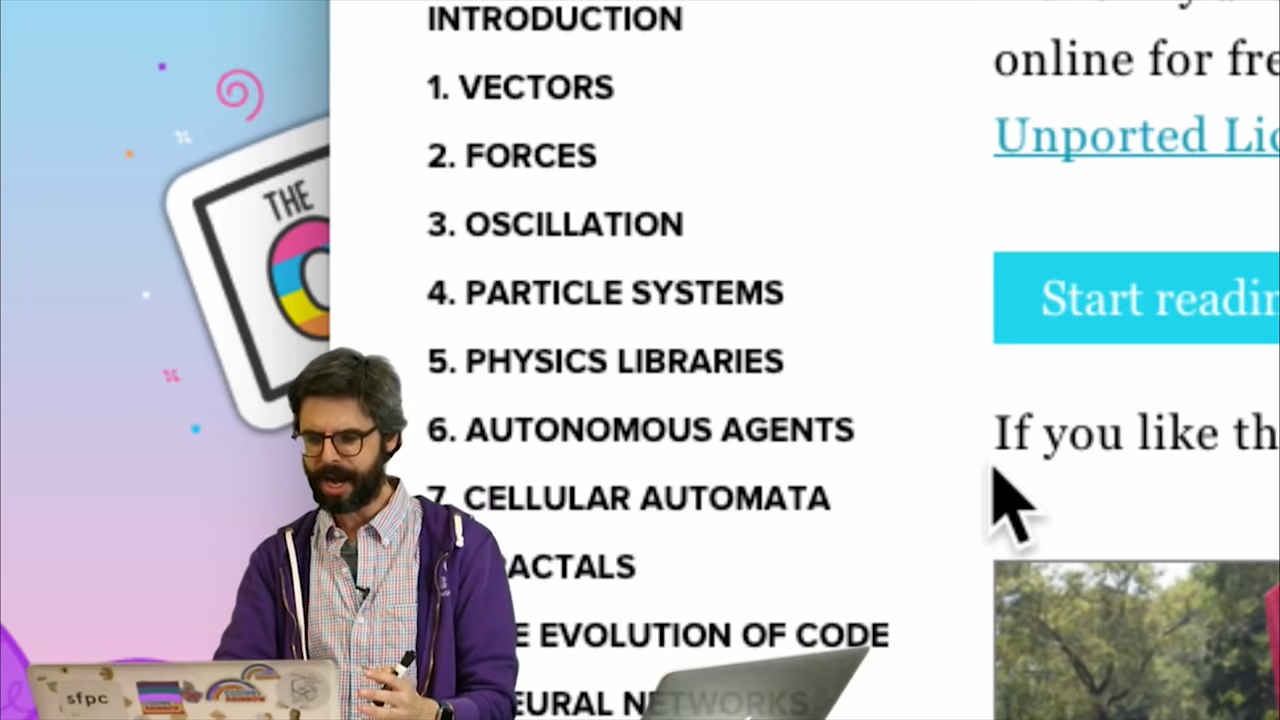 INTRODUCTION
1. VECTORS
2. FORCES
3. OSCILLATION
4. PARTICLE SYSTEMS
5. PHYSICS LIBRARIES
6. AUTONOMOUS AGENTS
7. CELLULAR AUTOMATA
ACTALS
E EVOLUTION OF CODE
EURAL NETWORKS
online for fre
Unported Lic
Start readin
If you like th
THE
C
sfpc